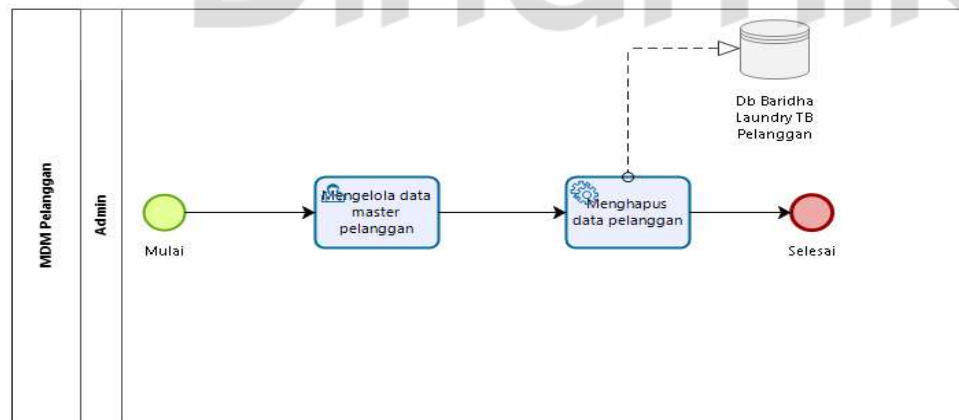 MDM Pelanggan
Admin
Mulai
Mengelola data
master
pelanggan
Menghapus
data pelanggan
Db Baridha
Laundry TB
Pelanggan
Selesai